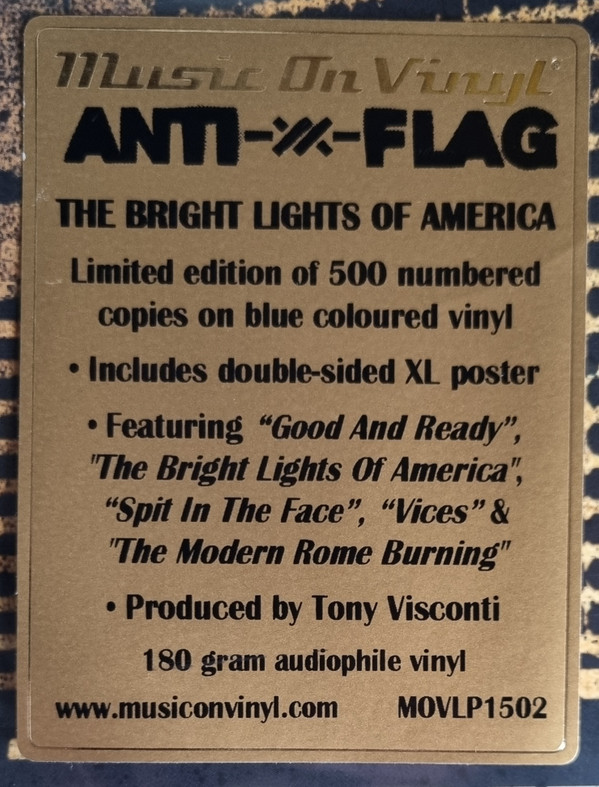 Music On Vinyl
ANTI-FLAG
THE BRIGHT LIGHTS OF AMERICA
Limited edition of 500 numbered
copies on blue coloured vinyl
• Includes double-sided XL poster
• Featuring “Good And Ready”,
"The Bright Lights Of America",
“Spit In The Face”, “Vices” &
"The Modern Rome Burning"
• Produced by Tony Visconti
180 gram audiophile vinyl
www.musiconvinyl.com MOVLP1502